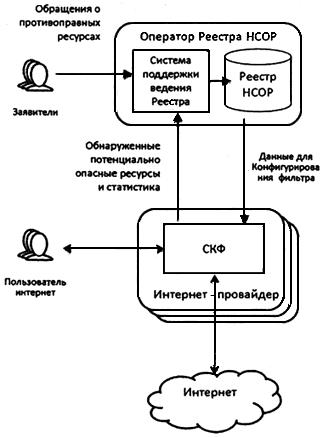 Обращения о
противоправных
ресурсах
Оператор Реестра НСОР
Система
поддержки
ведения
Реестра
Реестр
НСОР
Заявители
Обнаруженные
потенциально
опасные ресурсы
и статистика
Данные для
Конфигурирова
ния фильтра
СКФ
Интернет - провайдер
Пользователь
интернет
Интернет